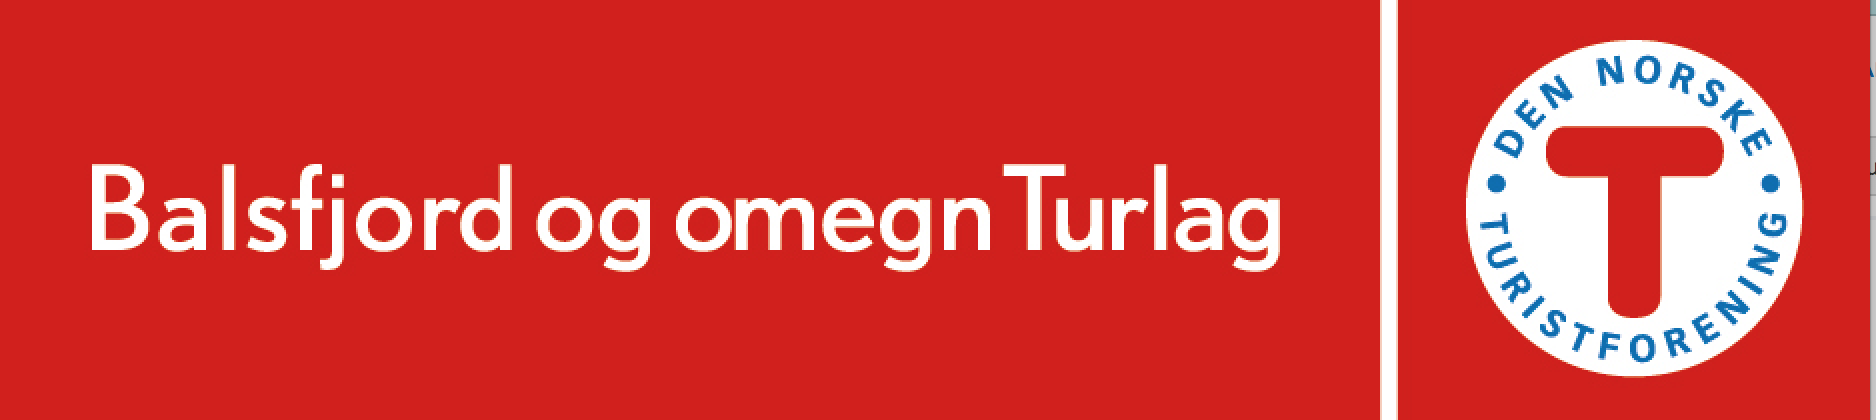 Balsfjord og omegn Turlag
DEN NORSKE
T
TURISTFORENING